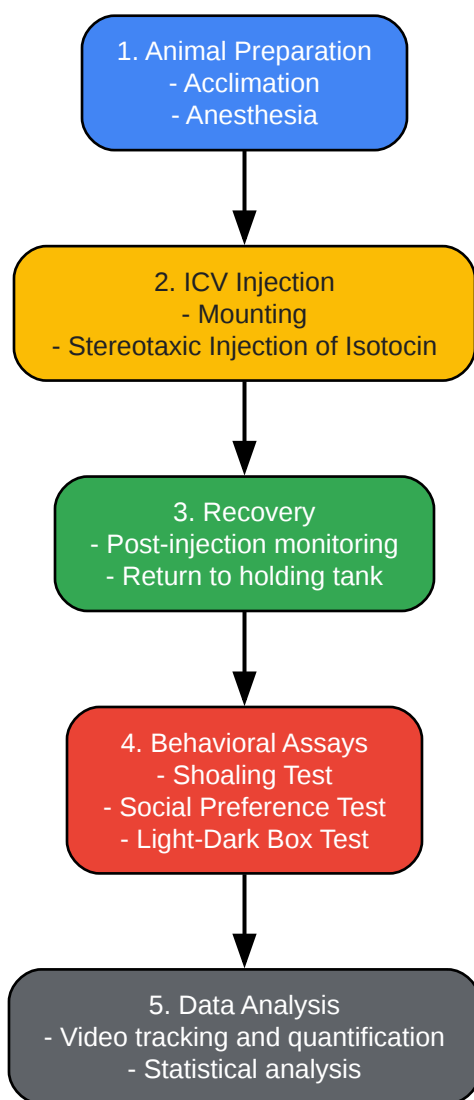 1. Animal Preparation
- Acclimation
- Anesthesia
2. ICV Injection
- Mounting
- Stereotaxic Injection of Isotocin
3. Recovery
- Post-injection monitoring
- Return to holding tank
4. Behavioral Assays
- Shoaling Test
- Social Preference Test
- Light-Dark Box Test
5. Data Analysis
- Video tracking and quantification
- Statistical analysis